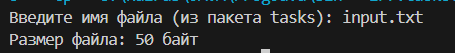 Введите имя файла (из пакета tasks): input.txt
Размер файла: 50 байт